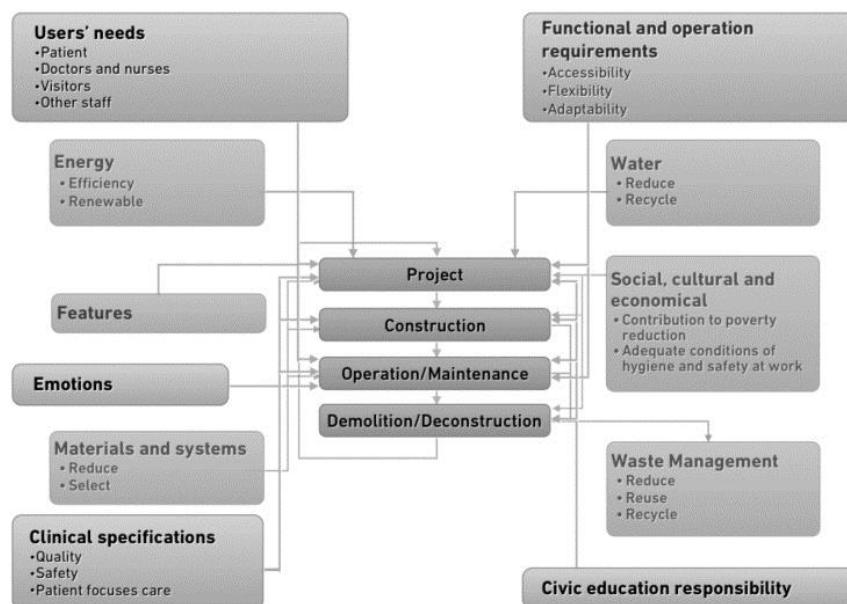 Users' needs
•Patient
•Doctors and nurses
•Visitors
•Other staff
Functional and operation
requirements
•Accessibility
•Flexibility
•Adaptability
Energy
• Efficiency
• Renewable
Water
• Reduce
• Recycle
Project
Features
Construction
Social, cultural and
economical
• Contribution to poverty
reduction
• Adequate conditions of
hygiene and safety at work
Emotions
Operation/Maintenance
Demolition/Deconstruction
Materials and systems
• Reduce
• Select
Waste Management
• Reduce
• Reuse
• Recycle
Clinical specifications
•Quality
•Safety
•Patient focuses care
Civic education responsibility